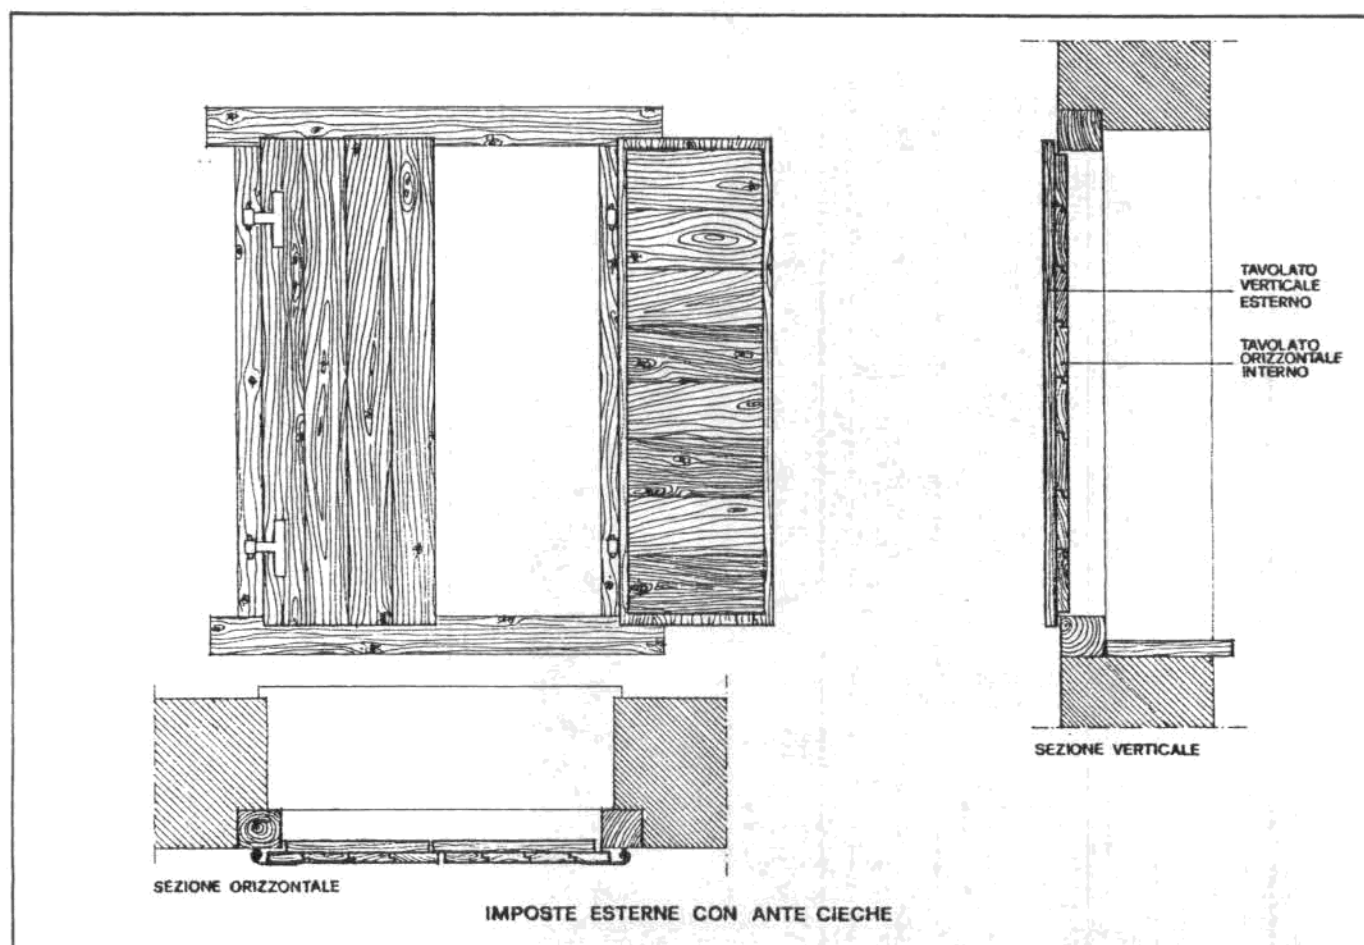 TAVOLATO
VERTICALE
ESTERNO
TAVOLATO
ORIZZONTALE
INTERNO
SEZIONE VERTICALE
SEZIONE ORIZZONTALE
IMPOSTE ESTERNE CON ANTE CIECHE